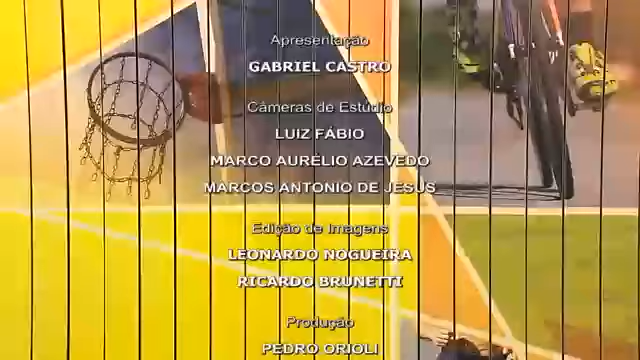 Apresentação
GABRIEL CASTRO
Câmeras de Estúdio
LUIZ FÁBIO
MARCO AURÉLIO AZEVEDO
MARCOS ANTONIO DE JESUS
Edição de Imagens
LEONARDO NOGUEIRA
RICARDO BRUNETTI
Produção
PEDRO ORIOLI